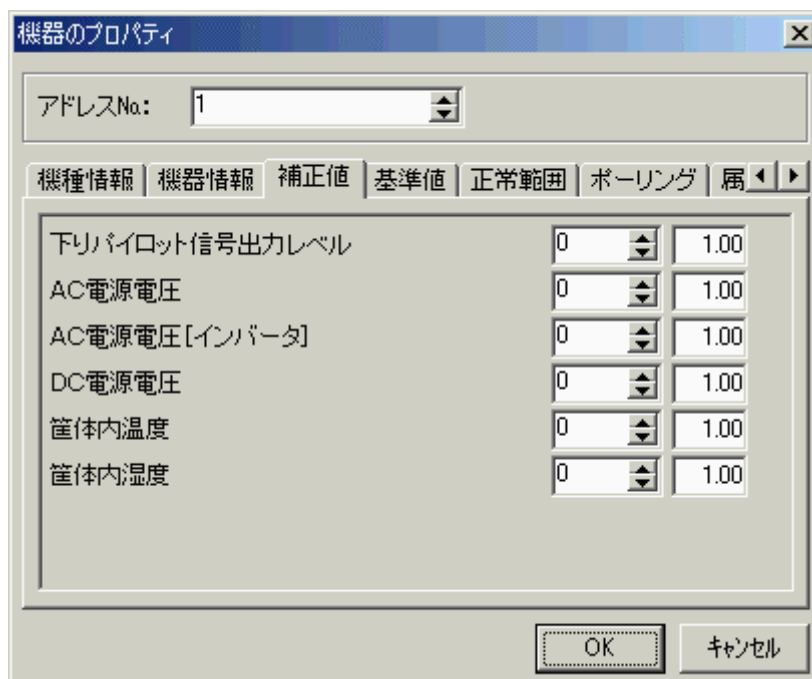 機器のプロパティ
アドレスNo: 1
機種情報 機器情報 補正値 基準値 正常範囲 ポーリング 属
下りパイロット信号出力レベル 0 1.00
AC電源電圧 0 1.00
AC電源電圧[インバータ] 0 1.00
DC電源電圧 0 1.00
筐体内温度 0 1.00
筐体内湿度 0 1.00
OK キャンセル